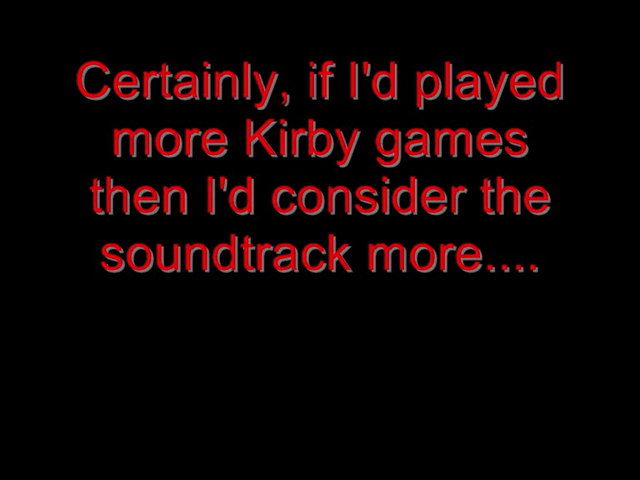 Certainly, if I'd played
more Kirby games
then I'd consider the
soundtrack more....